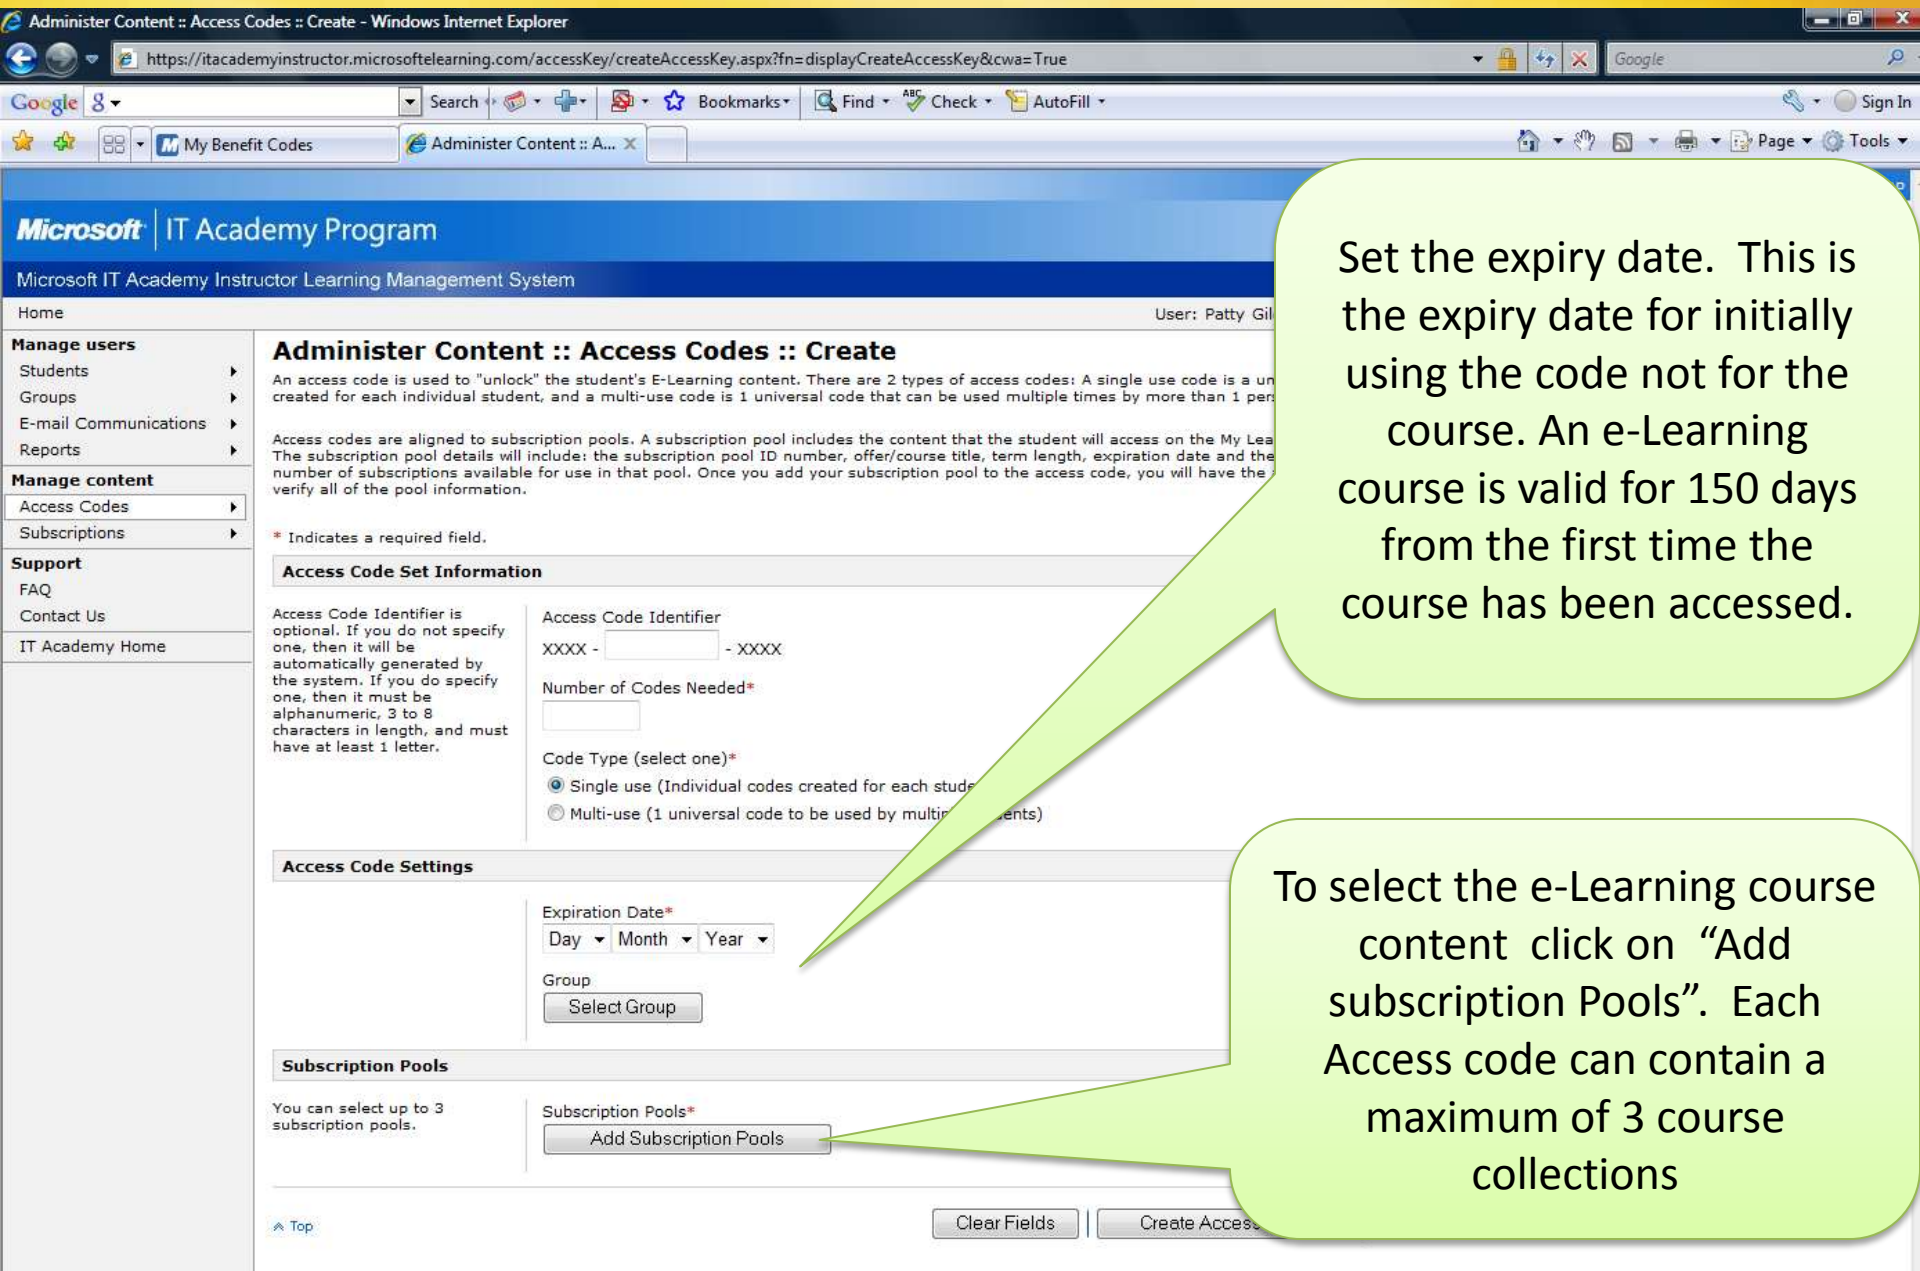 Administer Content :: Access Codes :: Create - Windows Internet Explorer
https://itacademyinstructor.microsoftelearning.com/accessKey/createAccessKey.aspx?fn=displayCreateAccessKey&cwa=True
Google
Google
Search
Bookmarks
Find
ABC Check
AutoFill
Sign In
My Benefit Codes
Administer Content :: A...
Page
Tools
Microsoft | IT Academy Program
Microsoft IT Academy Instructor Learning Management System
Home
User: Patty
Manage users
Students
Groups
E-mail Communications
Reports
Manage content
Access Codes
Subscriptions
Support
FAQ
Contact Us
IT Academy Home
Administer Content :: Access Codes :: Create
An access code is used to "unlock" the student's E-Learning content. There are 2 types of access codes: A single use code is a
created for each individual student, and a multi-use code is 1 universal code that can be used multiple times by more than 1
Access codes are aligned to subscription pools. A subscription pool includes the content that the student will access on the My
The subscription pool details will include: the subscription pool ID number, offer/course title, term length, expiration date and the
number of subscriptions available for use in that pool. Once you add your subscription pool to the access code, you will have the
verify all of the pool information.
* Indicates a required field.
Access Code Set Information
Access Code Identifier is
optional. If you do not specify
one, then it will be
automatically generated by
the system. If you do specify
one, then it must be
alphanumeric, 3 to 8
characters in length, and must
have at least 1 letter.
Access Code Identifier
XXXX - - XXXX
Number of Codes Needed*
Code Type (select one)*
Single use (Individual codes created for each
Multi-use (1 universal code to be used by
Access Code Settings
Expiration Date*
Day Month Year
Group
Select Group
Subscription Pools
You can select up to 3
subscription pools.
Subscription Pools*
Add Subscription Pools
Top
Clear Fields
Create
Set the expiry date. This is
the expiry date for initially
using the code not for the
course. An e-Learning
course is valid for 150 days
from the first time the
course has been accessed.
To select the e-Learning course
content click on “Add
subscription Pools”. Each
Access code can contain a
maximum of 3 course
collections